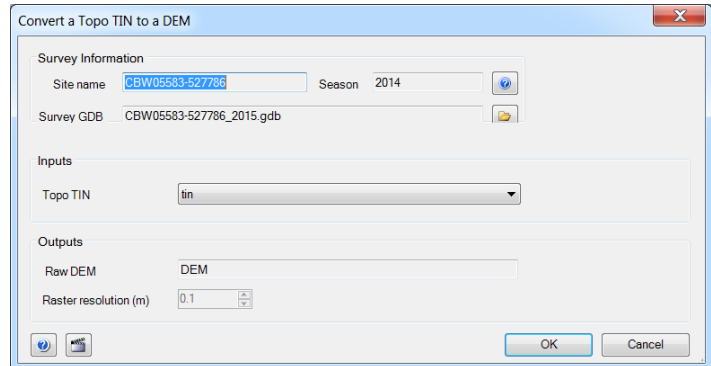 Convert a Topo TIN to a DEM
Survey Information
Site name CBW05583-527786 Season 2014
Survey GDB CBW05583-527786_2015.gdb
Inputs
Topo TIN tin
Outputs
Raw DEM DEM
Raster resolution (m) 0.1
OK Cancel